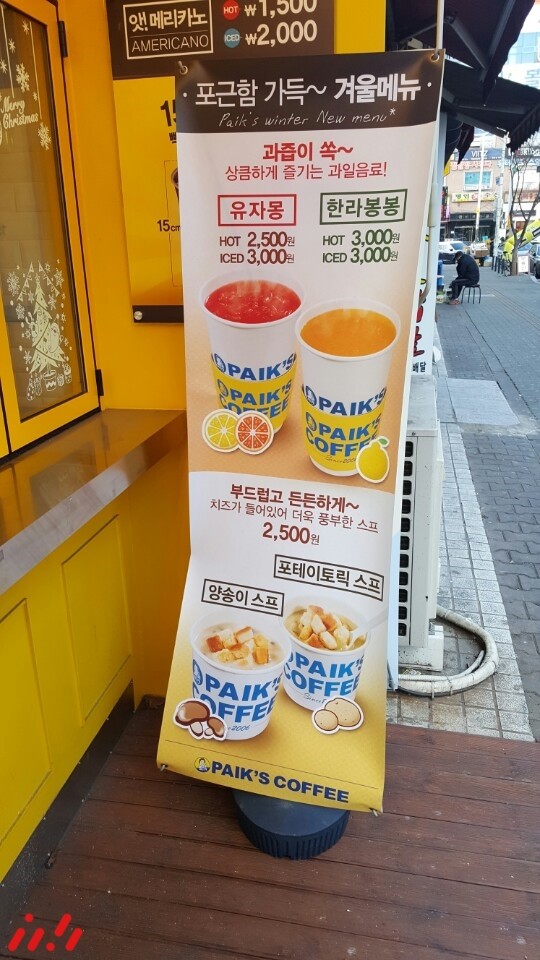 앗!메리카노
AMERICANO
HOT ₩1,500
ICED ₩2,000
Merry
Christmas
15cm
· 포근함 가득~ 겨울메뉴 ·
Paik's winter New menu*
과즙이 쏙~
상큼하게 즐기는 과일음료!
유자몽
HOT 2,500원
ICED 3,000원
한라봉봉
HOT 3,000원
ICED 3,000원
PAIK'S
PAIK'S
COFFEE
PAIK'S
PAIK'S
COFFEE
Since 2006
부드럽고 든든하게~
치즈가 들어있어 더욱 풍부한 스프
2,500원
양송이 스프
포테이토릭 스프
PAIK'S
COFFEE
2006
PAIK'S
COFFEE
PAIK'S COFFEE
배달